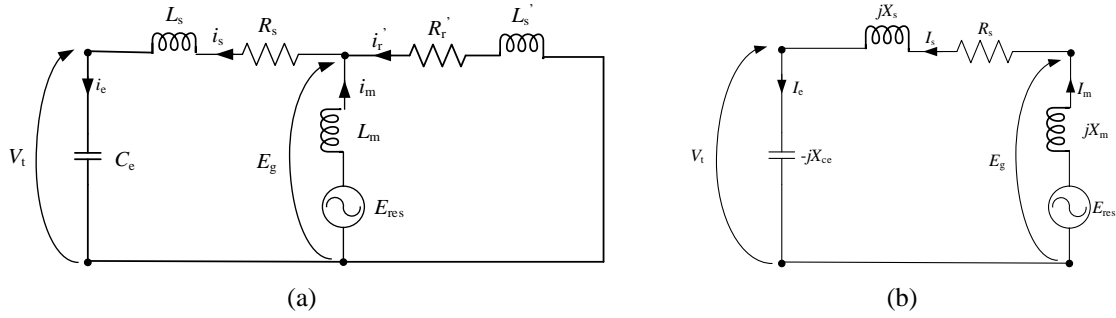 Ls
Rs
Ls'
is
ir'
Rr'
ie
im
Vt
Ce
Eg
Lm
Eres
(a)
jXs
Rs
Is
Ie
Im
Vt
-jXce
Eg
jXm
Eres
(b)